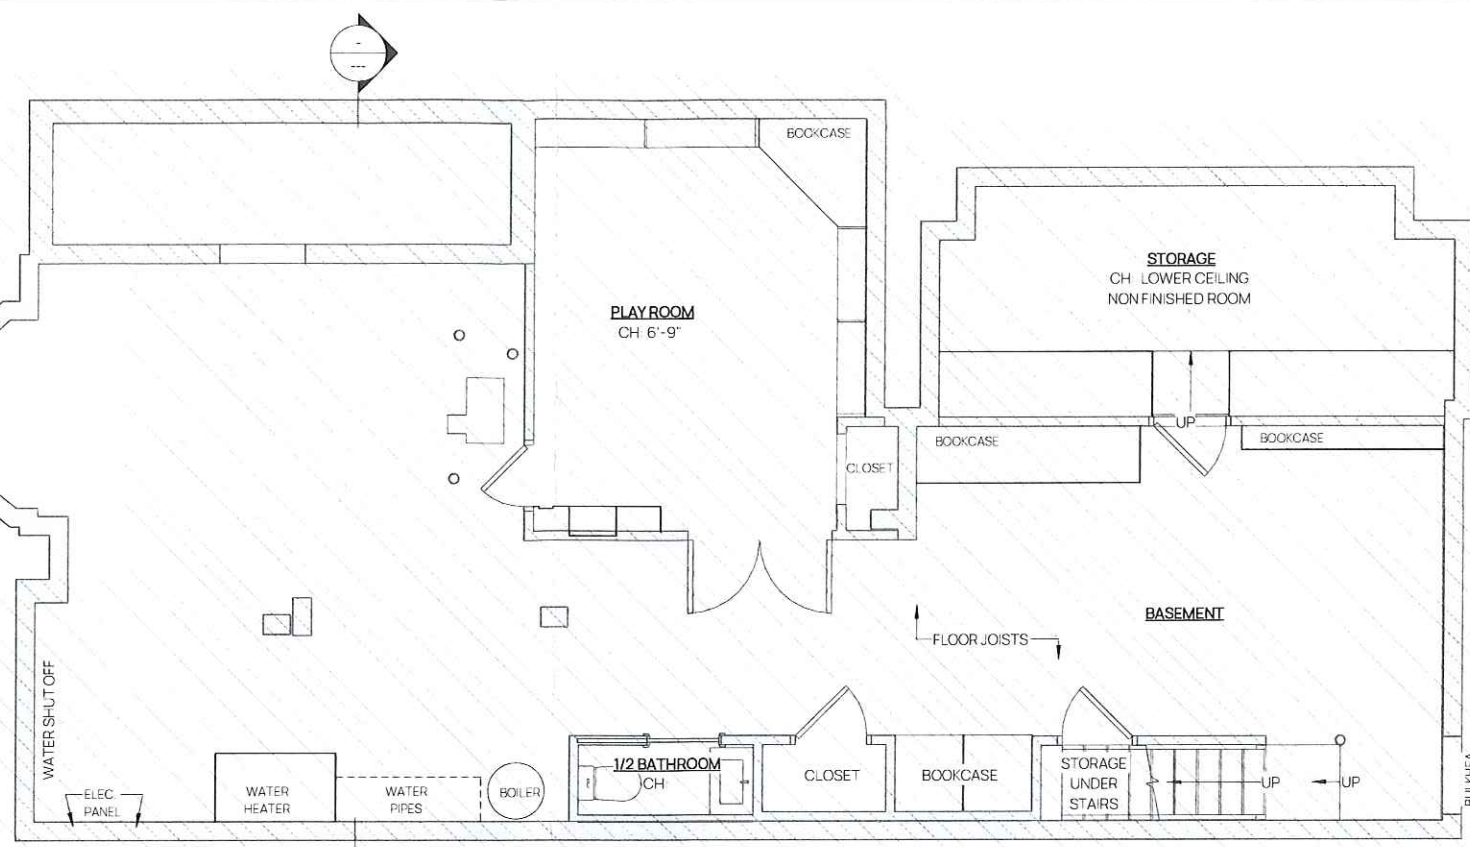 -
---
BOOKCASE
STORAGE
CH: LOWER CEILING
NON FINISHED ROOM
PLAY ROOM
CH: 6'-9"
UP
BOOKCASE
BOOKCASE
CLOSET
BASEMENT
FLOOR JOISTS
WATER SHUT OFF
1/2 BATHROOM
CH:
STORAGE
UNDER
STAIRS
CLOSET
BOOKCASE
UP
UP
ELEC.
PANEL
WATER
HEATER
WATER
PIPES
BOILER